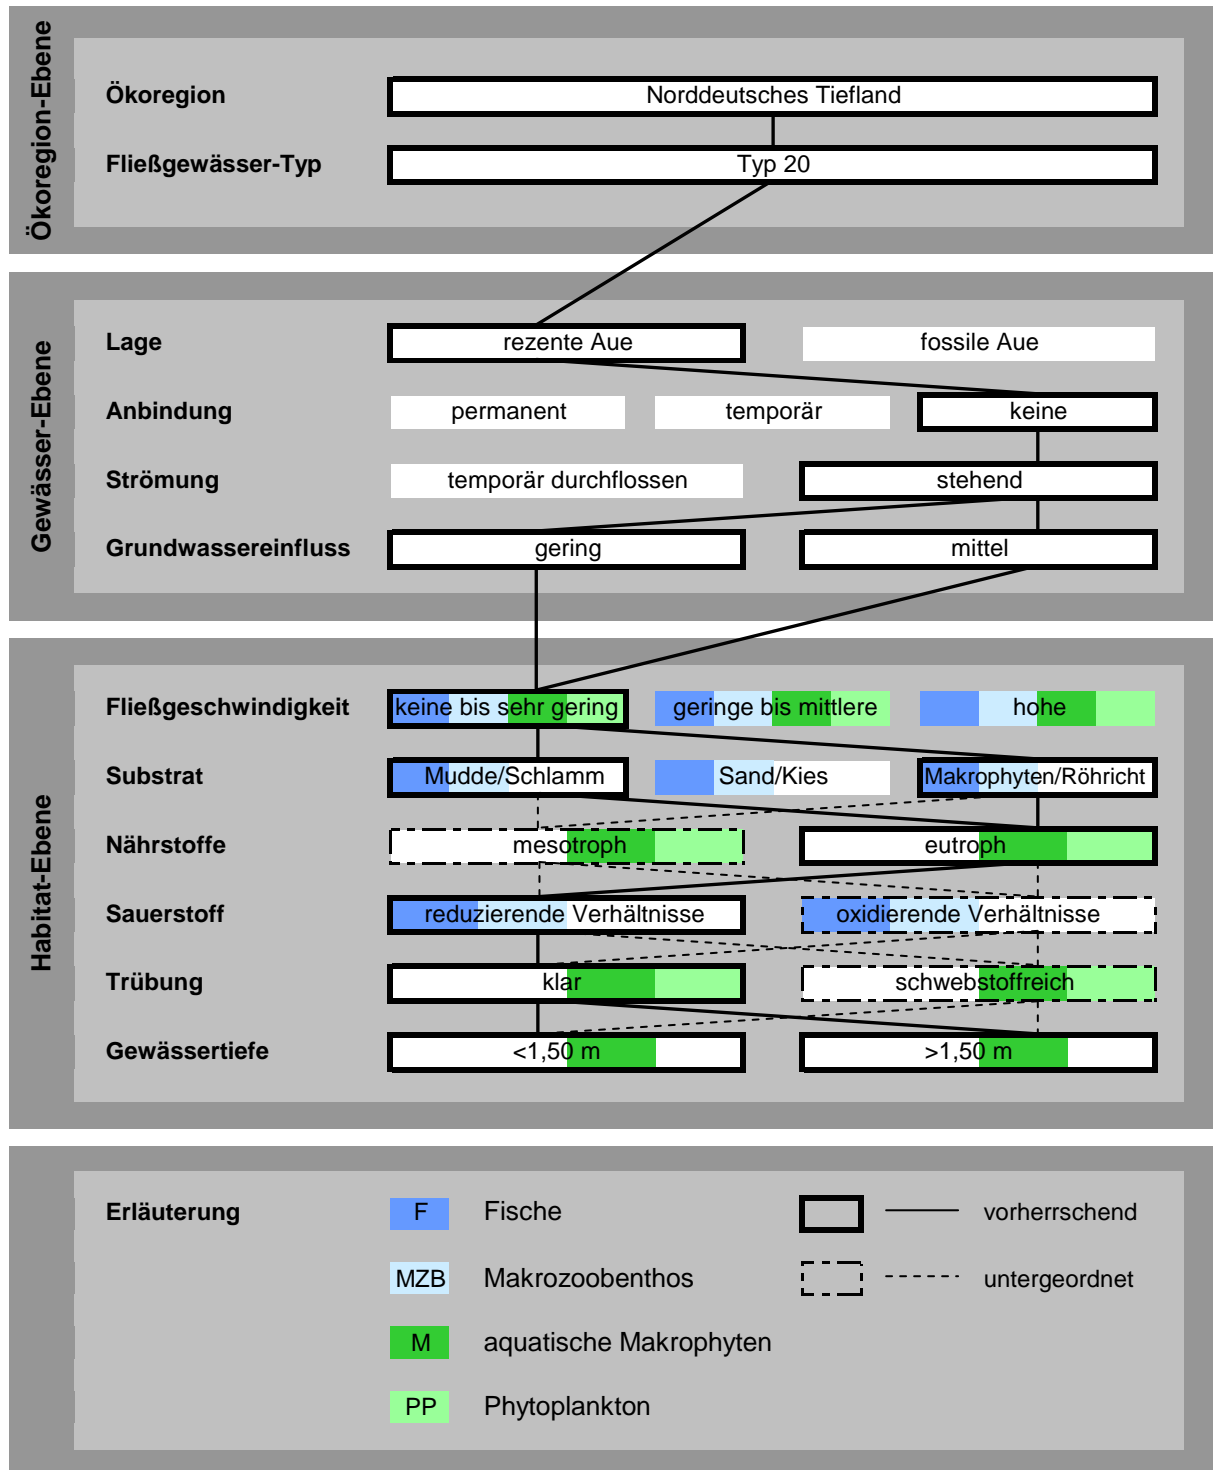 Ökoregion-Ebene
Ökoregion
Norddeutsches Tiefland
Fließgewässer-Typ
Typ 20
Gewässer-Ebene
Lage
rezente Aue
fossile Aue
Anbindung
permanent
temporär
keine
Strömung
temporär durchflossen
stehend
Grundwassereinfluss
gering
mittel
Habitat-Ebene
Fließgeschwindigkeit
keine bis sehr gering
geringe bis mittlere
hohe
Substrat
Mudde/Schlamm
Sand/Kies
Makrophyten/Röhricht
Nährstoffe
mesotroph
eutroph
Sauerstoff
reduzierende Verhältnisse
oxidierende Verhältnisse
Trübung
klar
schwebstoffreich
Gewässertiefe
<1,50 m
>1,50 m
Erläuterung
F Fische
vorherrschend
MZB Makrozoobenthos
untergeordnet
M aquatische Makrophyten
PP Phytoplankton